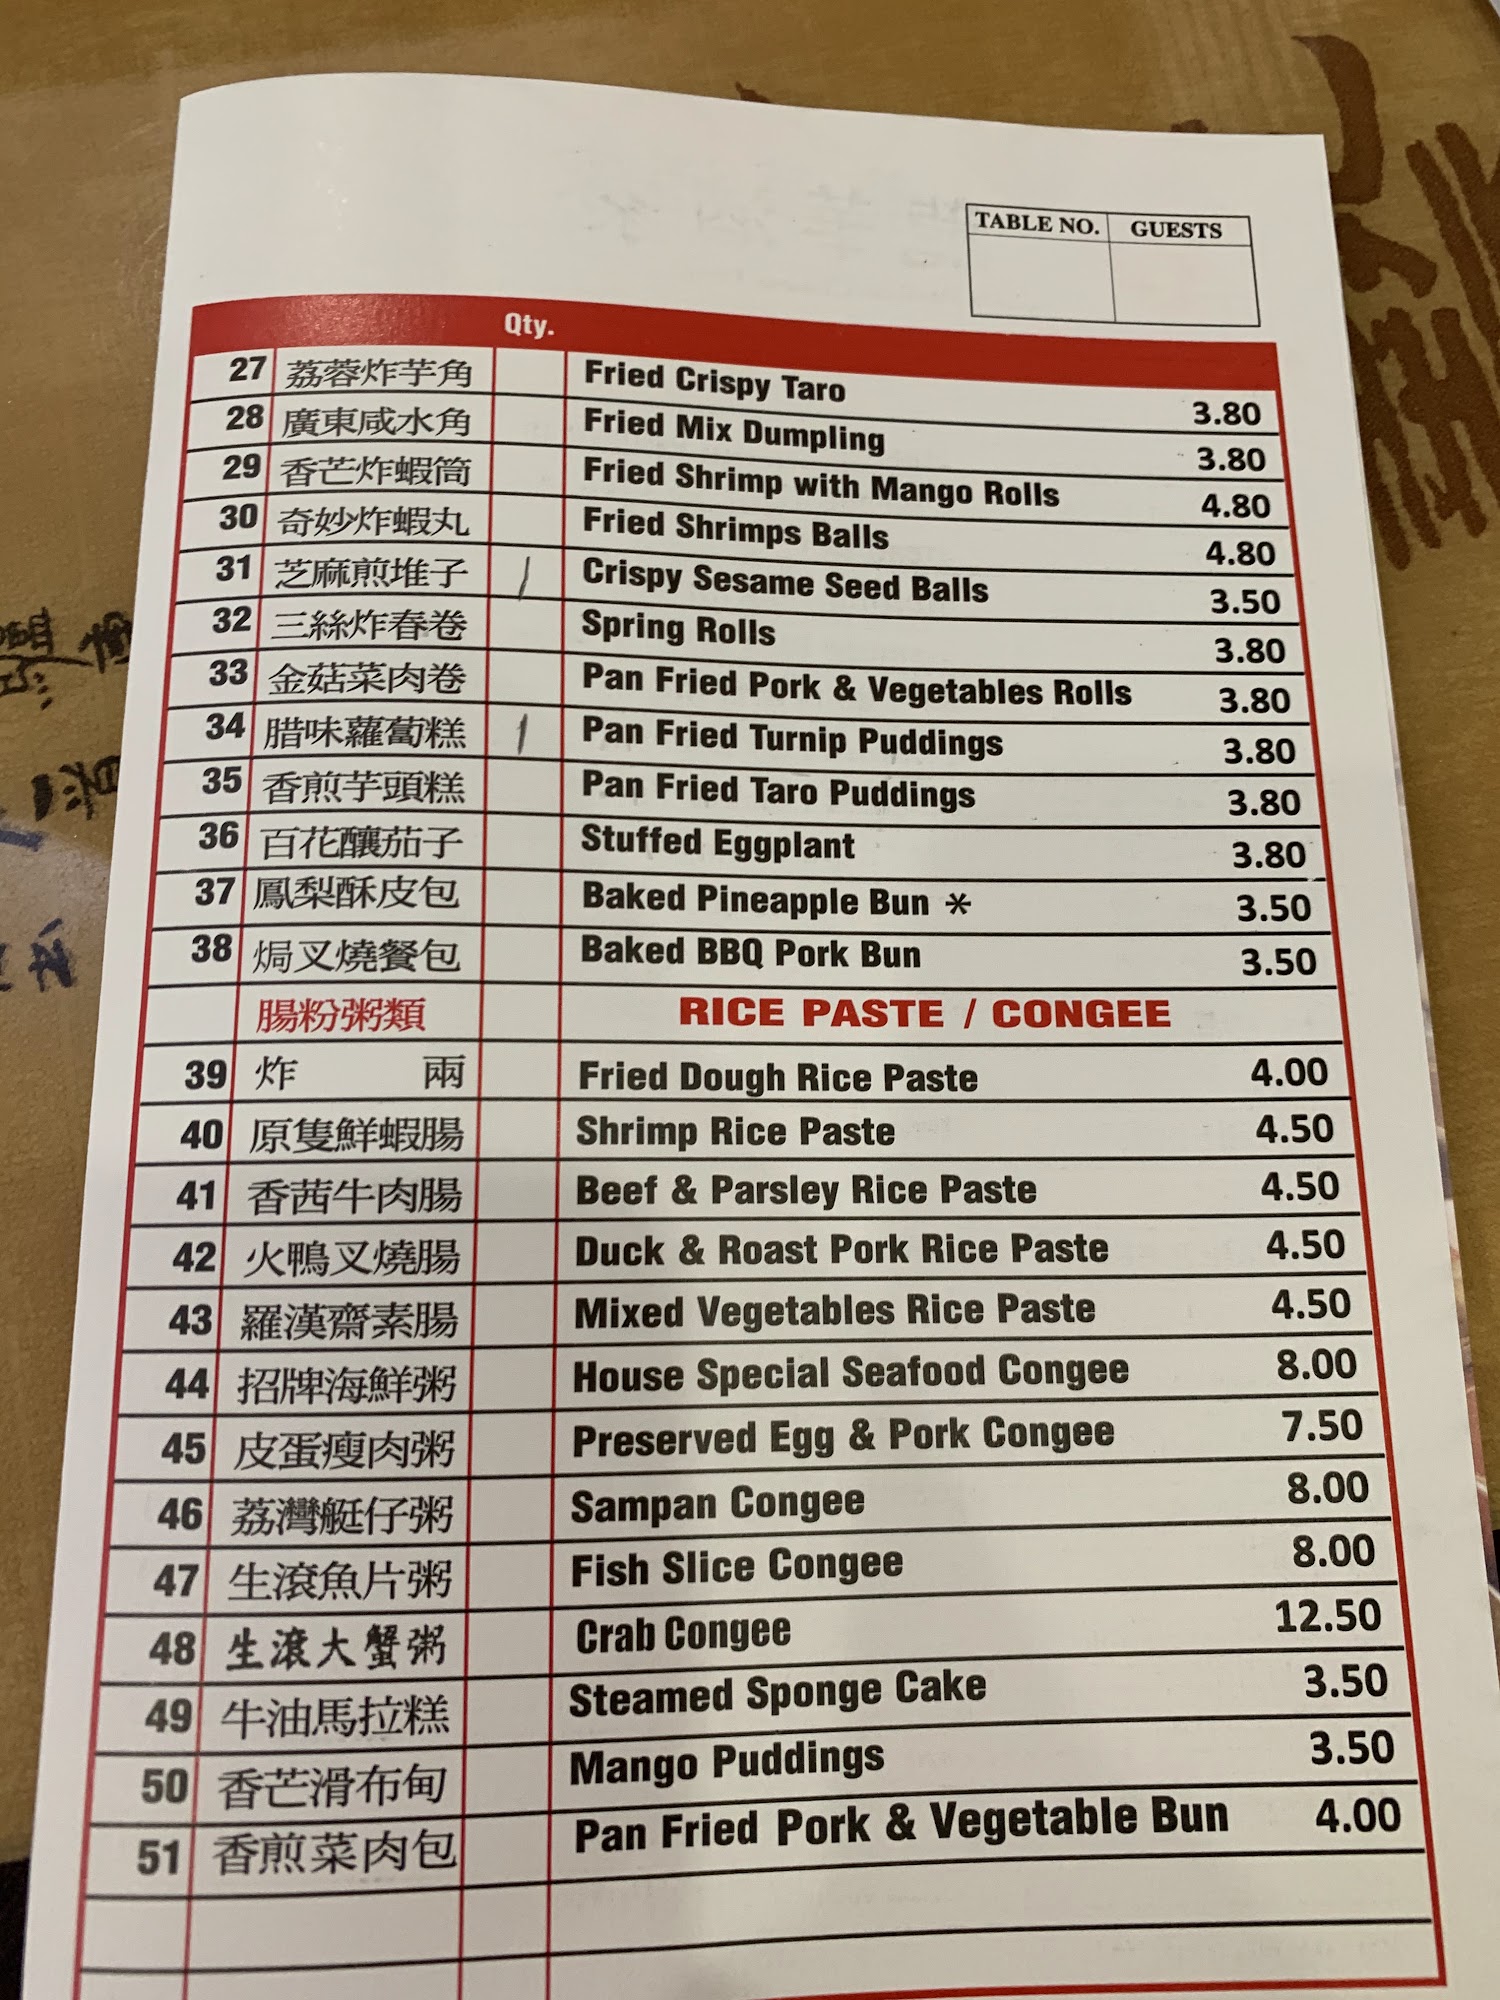 TABLE NO. GUESTS
Qty.
27 荔蓉炸芋角 Fried Crispy Taro 3.80
28 廣東咸水角 Fried Mix Dumpling 3.80
29 香芒炸蝦筒 Fried Shrimp with Mango Rolls 4.80
30 奇妙炸蝦丸 Fried Shrimps Balls 4.80
31 芝麻煎堆子 / Crispy Sesame Seed Balls 3.50
32 三絲炸春卷 Spring Rolls 3.80
33 金菇菜肉卷 Pan Fried Pork & Vegetables Rolls 3.80
34 腊味蘿蔔糕 1 Pan Fried Turnip Puddings 3.80
35 香煎芋頭糕 Pan Fried Taro Puddings 3.80
36 百花釀茄子 Stuffed Eggplant 3.80
37 鳳梨酥皮包 Baked Pineapple Bun * 3.50
38 焗叉燒餐包 Baked BBQ Pork Bun 3.50
腸粉粥類 RICE PASTE / CONGEE
39 炸 兩 Fried Dough Rice Paste 4.00
40 原隻鮮蝦腸 Shrimp Rice Paste 4.50
41 香茜牛肉腸 Beef & Parsley Rice Paste 4.50
42 火鴨叉燒腸 Duck & Roast Pork Rice Paste 4.50
43 羅漢齋素腸 Mixed Vegetables Rice Paste 4.50
44 招牌海鮮粥 House Special Seafood Congee 8.00
45 皮蛋瘦肉粥 Preserved Egg & Pork Congee 7.50
46 荔灣艇仔粥 Sampan Congee 8.00
47 生滾魚片粥 Fish Slice Congee 8.00
48 生滾大蟹粥 Crab Congee 12.50
49 牛油馬拉糕 Steamed Sponge Cake 3.50
50 香芒滑布甸 Mango Puddings 3.50
51 香煎菜肉包 Pan Fried Pork & Vegetable Bun 4.00